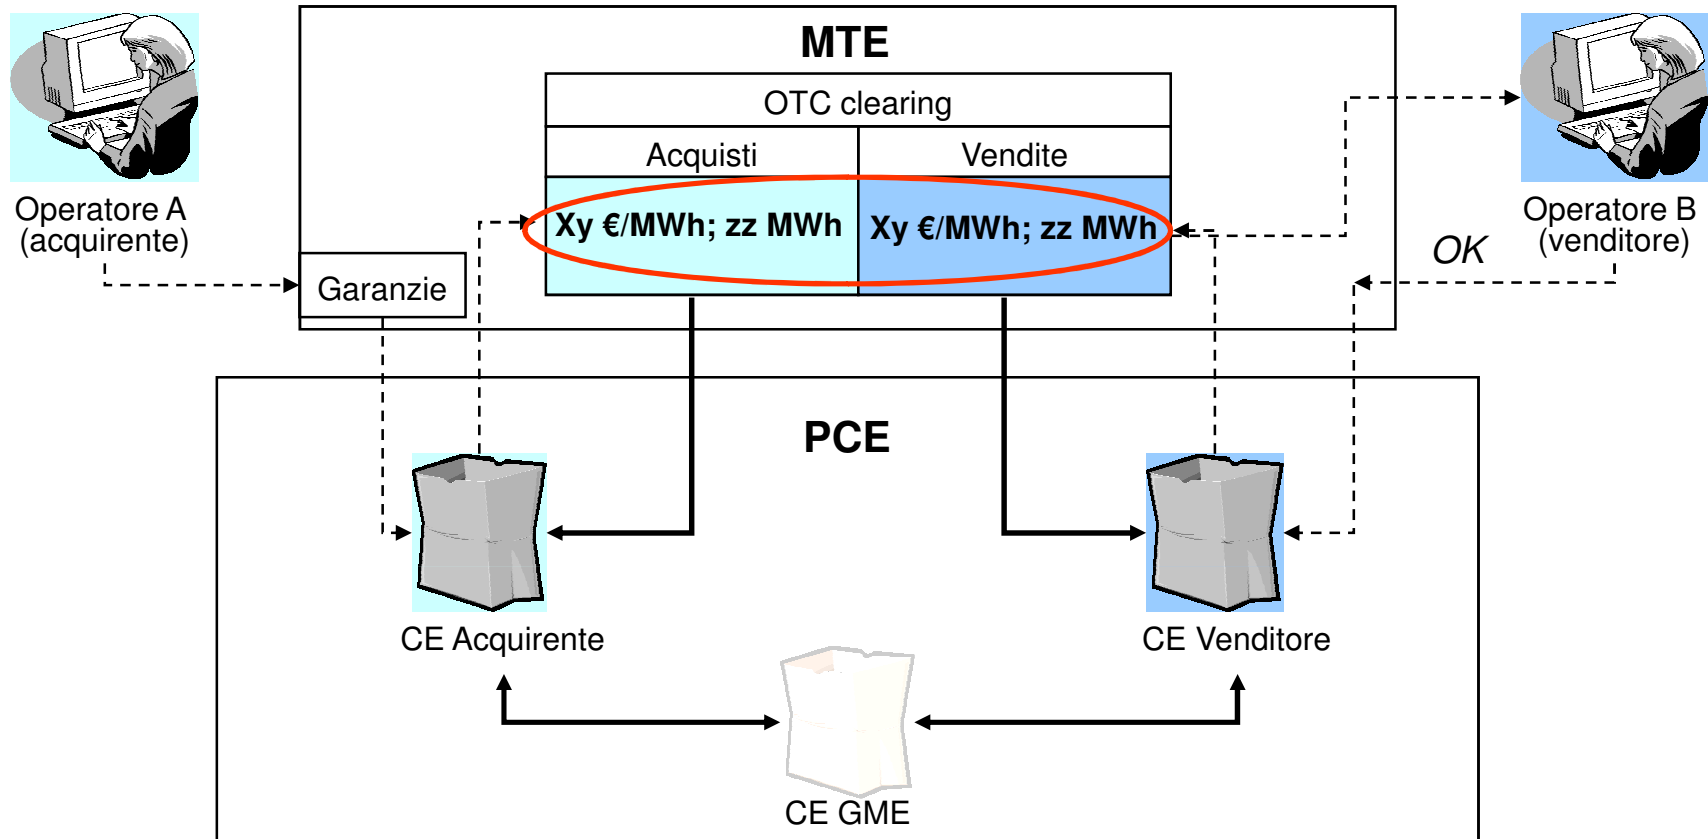 MTE
OTC clearing
Acquisti
Vendite
Xy €/MWh; zz MWh
Xy €/MWh; zz MWh
Operatore A
(acquirente)
Operatore B
(venditore)
OK
Garanzie
PCE
CE Acquirente
CE Venditore
CE GME